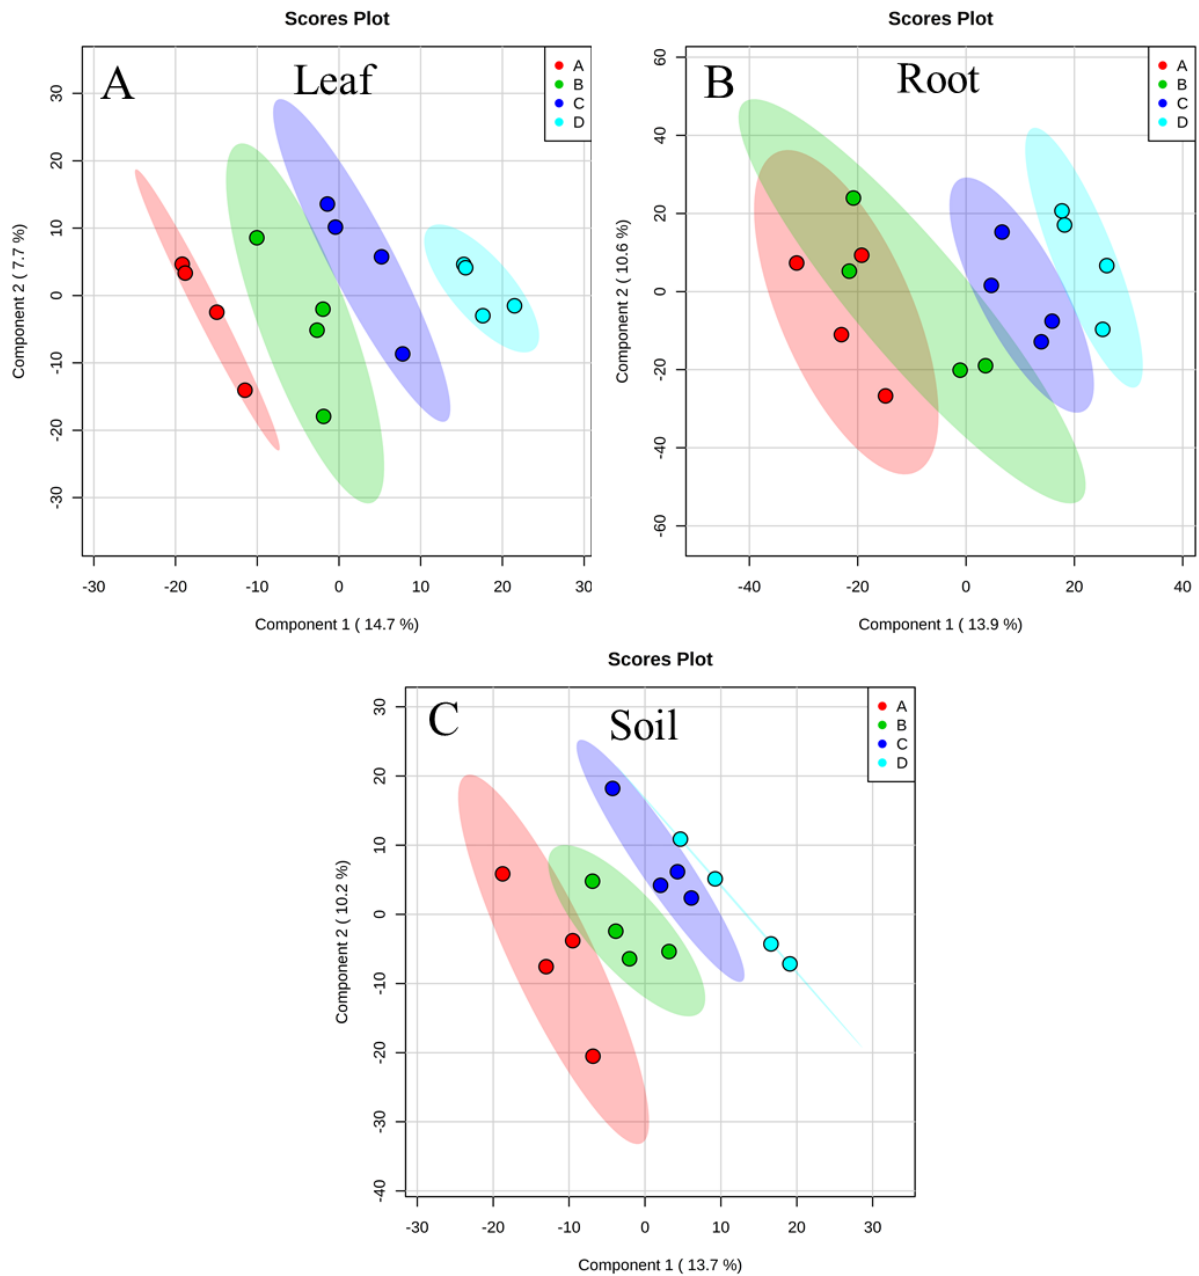 Scores Plot
A
Leaf
A
B
C
D
30
20
10
0
10
-20
-30
Component 2 ( 7.7 %)
-30
-20
-10
0
10
20
30
Component 1 ( 14.7 %)
Scores Plot
B
Root
A
B
C
D
60
40
20
0
-20
-40
-60
Component 2 ( 10.6 %)
-40
-20
0
20
40
Component 1 ( 13.9 %)
Scores Plot
C
Soil
A
B
C
D
30
20
10
0
-10
-20
-30
-40
Component 2 ( 10.2 %)
-30
-20
-10
0
10
20
30
Component 1 ( 13.7 %)